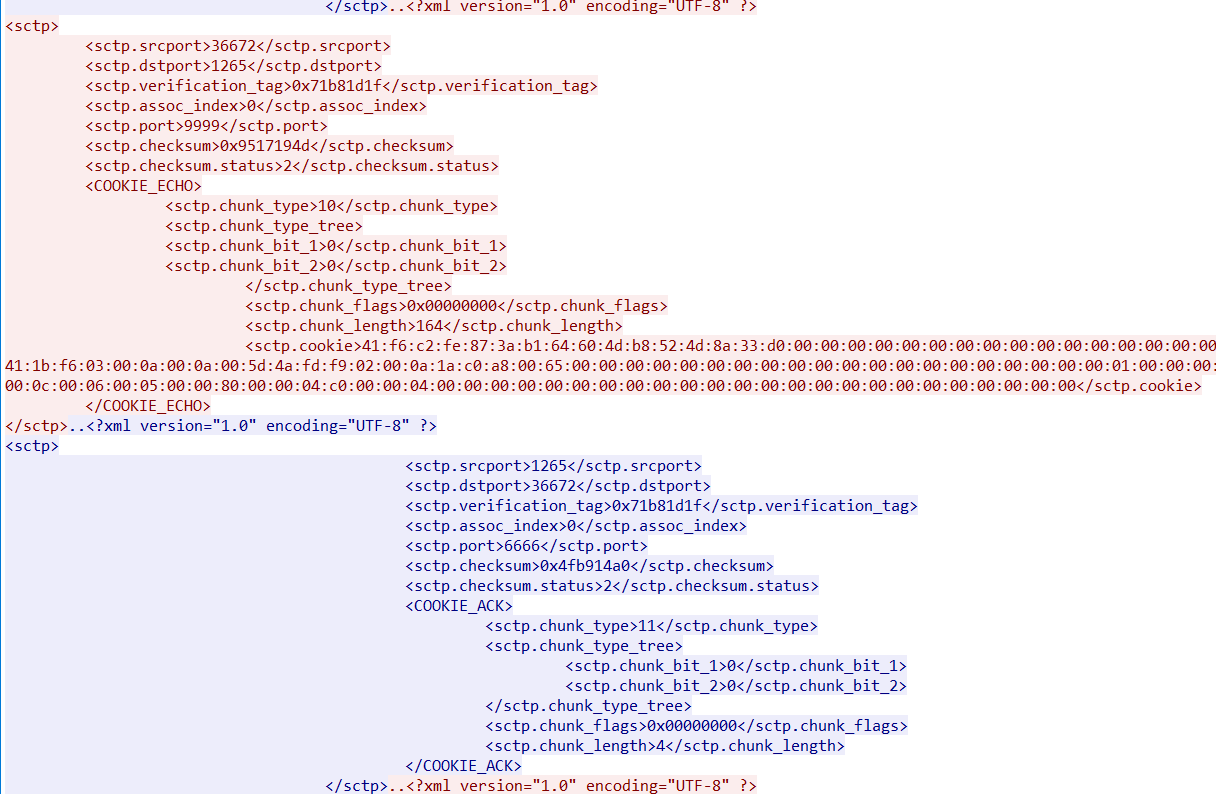 </sctp>..<?xml version="1.0" encoding="UTF-8" ?>
<sctp>
<sctp.srcport>36672</sctp.srcport>
<sctp.dstport>1265</sctp.dstport>
<sctp.verification_tag>0x71b81d1f</sctp.verification_tag>
<sctp.assoc_index>0</sctp.assoc_index>
<sctp.port>9999</sctp.port>
<sctp.checksum>0x9517194d</sctp.checksum>
<sctp.checksum.status>2</sctp.checksum.status>
<COOKIE_ECHO>
<sctp.chunk_type>10</sctp.chunk_type>
<sctp.chunk_type_tree>
<sctp.chunk_bit_1>0</sctp.chunk_bit_1>
<sctp.chunk_bit_2>0</sctp.chunk_bit_2>
</sctp.chunk_type_tree>
<sctp.chunk_flags>0x00000000</sctp.chunk_flags>
<sctp.chunk_length>164</sctp.chunk_length>
<sctp.cookie>41:f6:c2:fe:87:3a:b1:64:60:4d:b8:52:4d:8a:33:d0:00:00:00:00:00:00:00:00:00:00:00:00:00:00:00:00
41:1b:f6:03:00:0a:00:0a:00:5d:4a:fd:f9:02:00:0a:1a:c0:a8:00:65:00:00:00:00:00:00:00:00:00:00:00:00:00:00:00:00:01:00:00:
00:0c:00:06:00:05:00:00:80:00:00:04:c0:00:00:04:00:00:00:00:00:00:00:00:00:00:00:00:00:00:00:00:00:00:00:00:00</sctp.cookie>
</COOKIE_ECHO>
</sctp>..<?xml version="1.0" encoding="UTF-8" ?>
<sctp>
<sctp.srcport>1265</sctp.srcport>
<sctp.dstport>36672</sctp.dstport>
<sctp.verification_tag>0x71b81d1f</sctp.verification_tag>
<sctp.assoc_index>0</sctp.assoc_index>
<sctp.port>6666</sctp.port>
<sctp.checksum>0x4fb914a0</sctp.checksum>
<sctp.checksum.status>2</sctp.checksum.status>
<COOKIE_ACK>
<sctp.chunk_type>11</sctp.chunk_type>
<sctp.chunk_type_tree>
<sctp.chunk_bit_1>0</sctp.chunk_bit_1>
<sctp.chunk_bit_2>0</sctp.chunk_bit_2>
</sctp.chunk_type_tree>
<sctp.chunk_flags>0x00000000</sctp.chunk_flags>
<sctp.chunk_length>4</sctp.chunk_length>
</COOKIE_ACK>
</sctp>..<?xml version="1.0" encoding="UTF-8" ?>